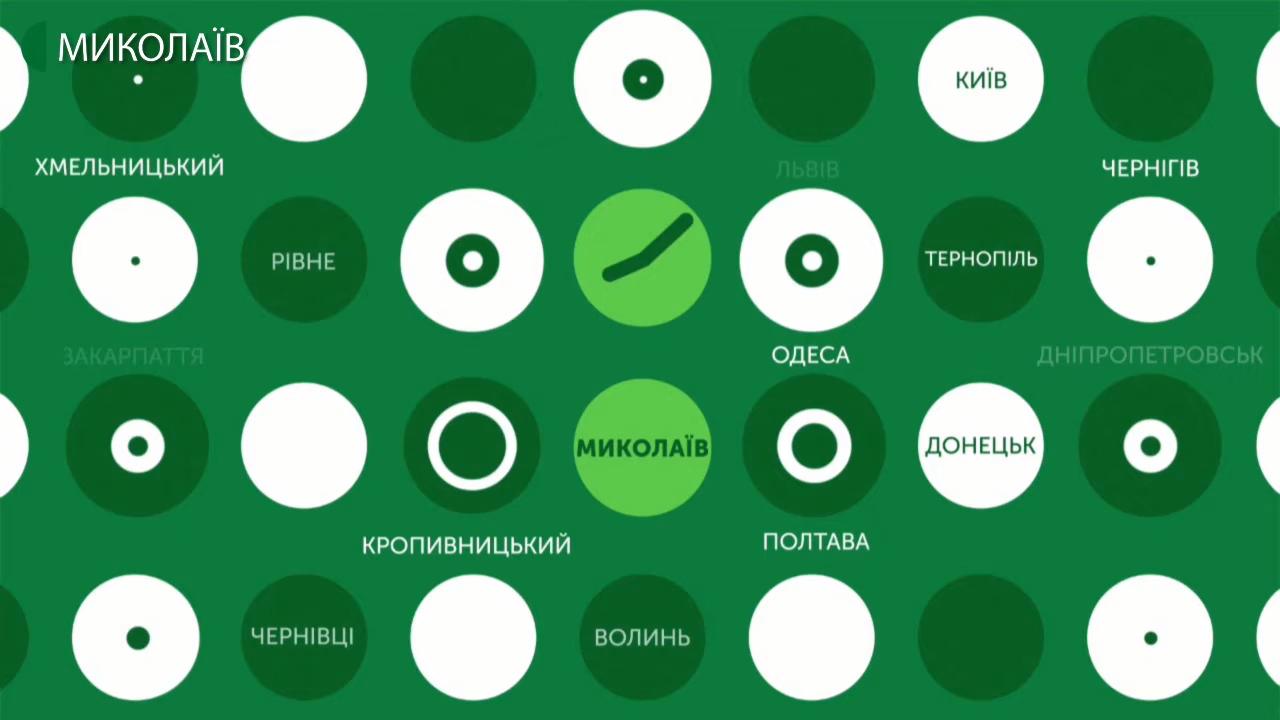 МИКОЛАЇВ
КИЇВ
ХМЕЛЬНИЦЬКИЙ
ЛЬВІВ
ЧЕРНІГІВ
РІВНЕ
ТЕРНОПІЛЬ
ЗАКАРПАТТЯ
ОДЕСА
ДНІПРОПЕТРОВСЬК
МИКОЛАЇВ
ДОНЕЦЬК
КРОПИВНИЦЬКИЙ
ПОЛТАВА
ЧЕРНІВЦІ
ВОЛИНЬ